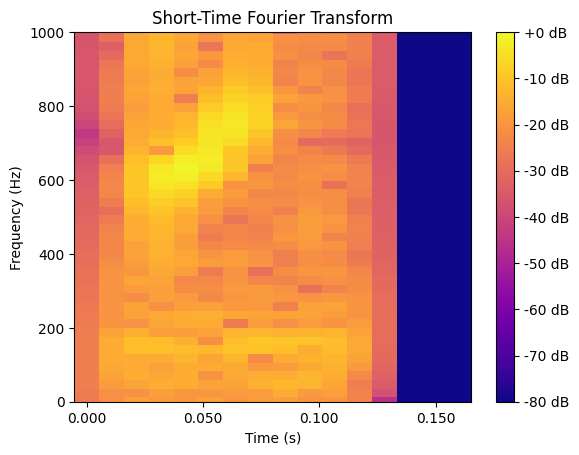 Short-Time Fourier Transform
1000
800
600
400
200
0
Frequency (Hz)
0.000
0.050
0.100
0.150
Time (s)
+0 dB
-10 dB
-20 dB
-30 dB
-40 dB
-50 dB
-60 dB
-70 dB
-80 dB